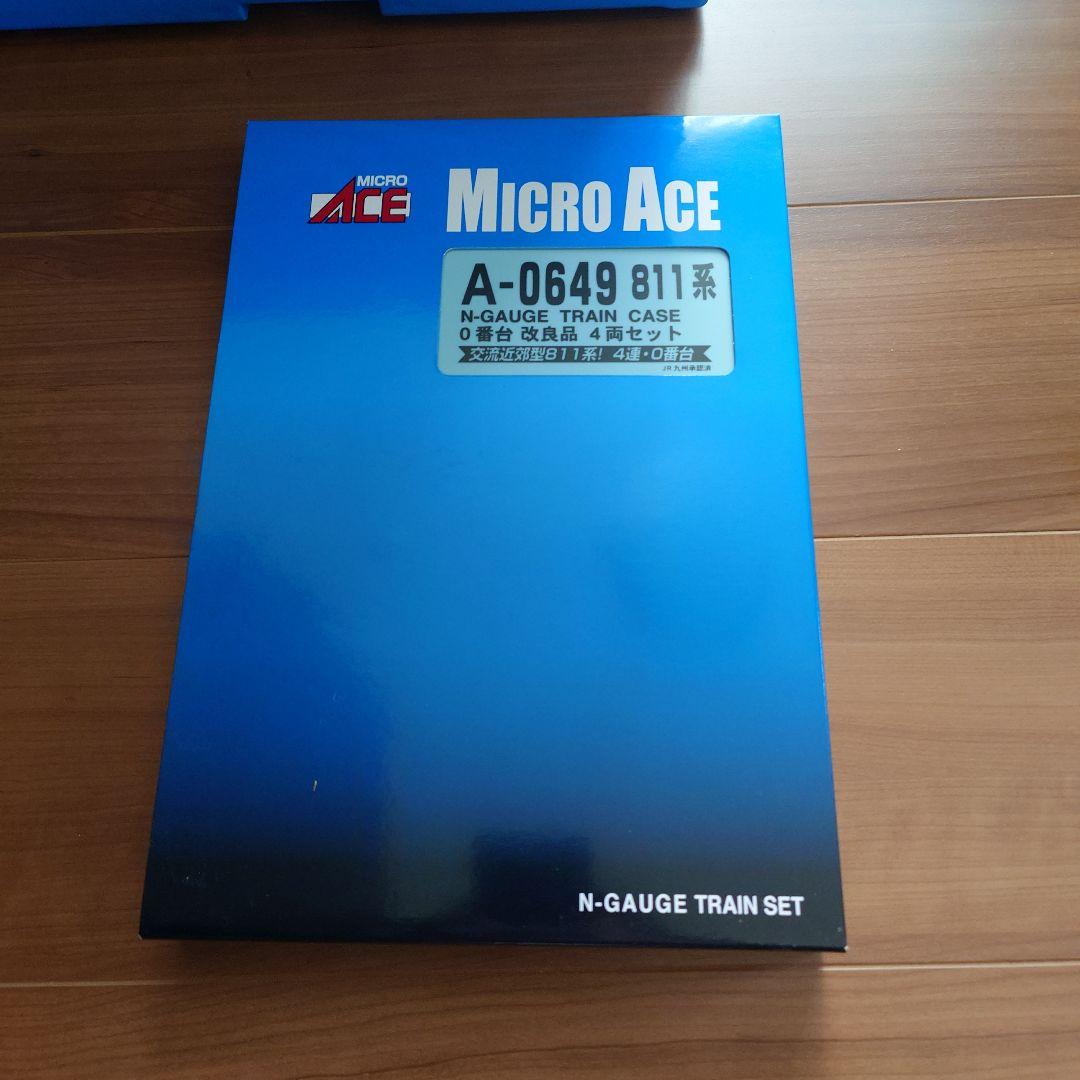 MICRO
ACE
MICRO ACE
A-0649 811系
N-GAUGE TRAIN CASE
0番台 改良品 4両セット
交流近郊型811系! 4連・0番台
JR九州承認済
N-GAUGE TRAIN SET